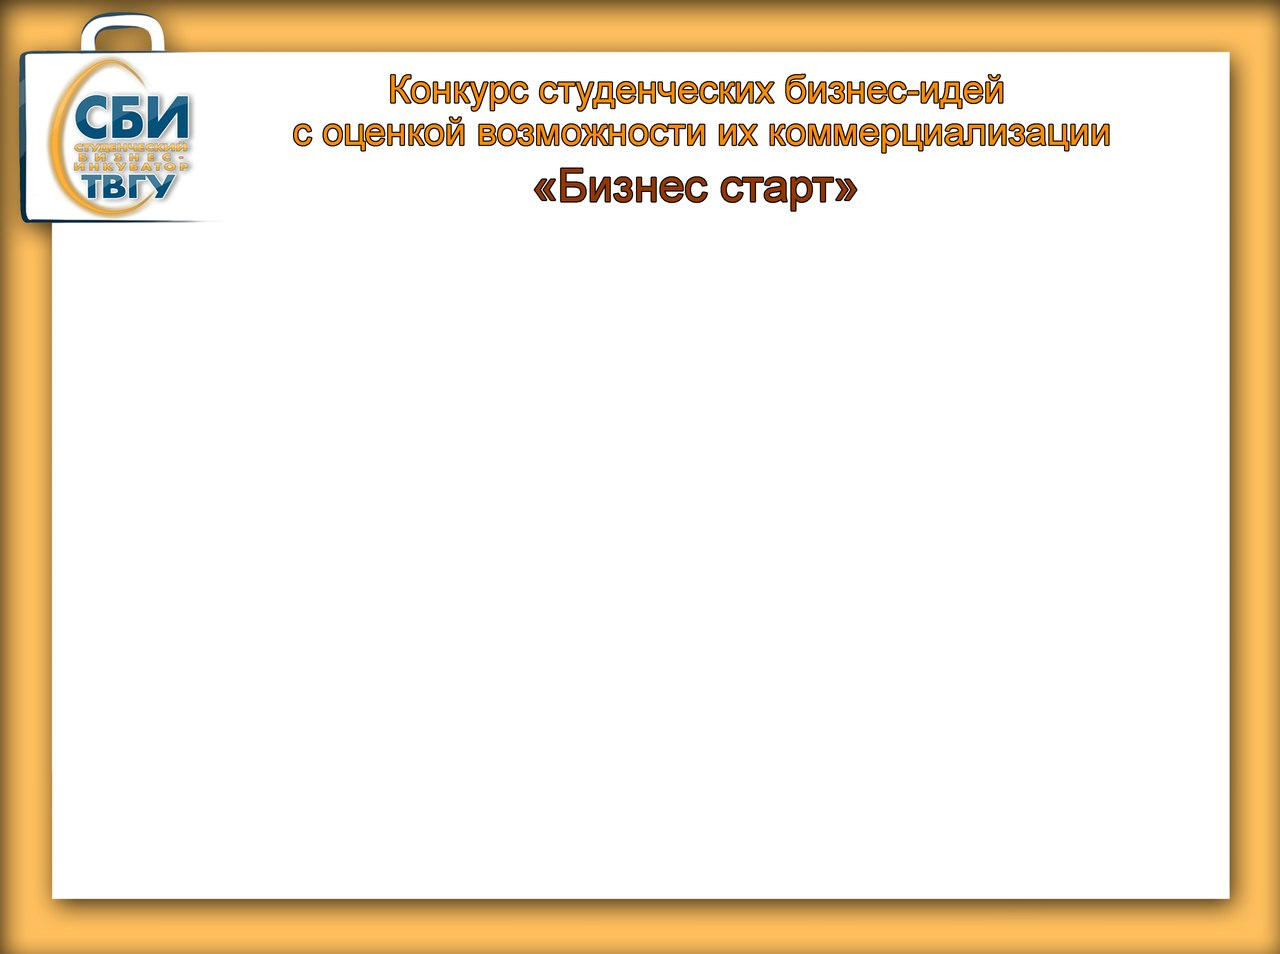 СБИ
СТУДЕНЧЕСКИЙ
БИЗНЕС-
ИНКУБАТОР
ТВГУ
Конкурс студенческих бизнес-идей
с оценкой возможности их коммерциализации
«Бизнес старт»